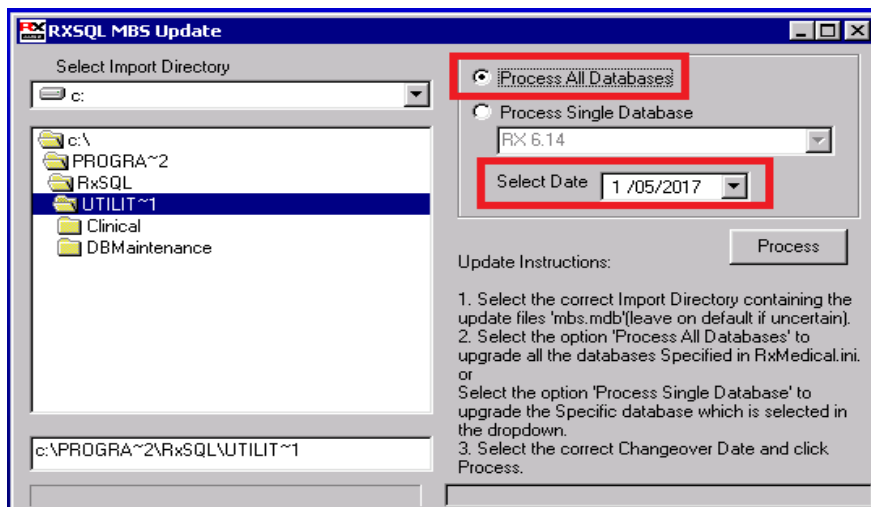 RXSQL MBS Update
Select Import Directory
c:
c:\
PROGRA~2
RxSQL
UTILIT~1
Clinical
DBMaintenance
c:\PROGRA~2\RxSQL\UTILIT~1
Process All Databases
Process Single Database
RX 6.14
Select Date 1 /05/2017
Process
Update Instructions:
1. Select the correct Import Directory containing the
update files 'mbs.mdb'(leave on default if uncertain).
2. Select the option 'Process All Databases' to
upgrade all the databases Specified in RxMedical.ini.
or
Select the option 'Process Single Database' to
upgrade the Specific database which is selected in
the dropdown.
3. Select the correct Changeover Date and click
Process.